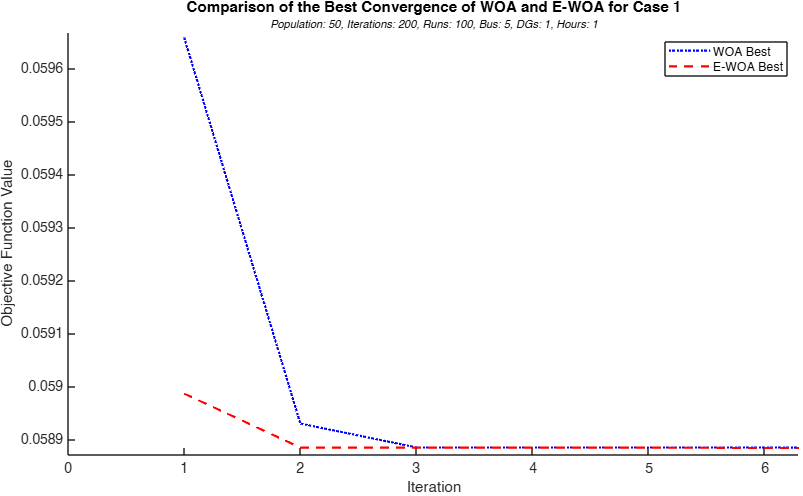 Comparison of the Best Convergence of WOA and E-WOA for Case 1
Population: 50, Iterations: 200, Runs: 100, Bus: 5, DGs: 1, Hours: 1
WOA Best
E-WOA Best
Objective Function Value
0.0596
0.0595
0.0594
0.0593
0.0592
0.0591
0.059
0.0589
0 1 2 3 4 5 6
Iteration